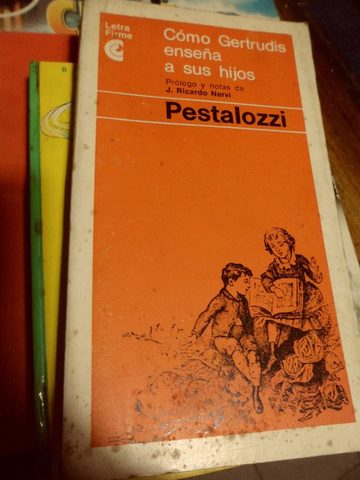 Letra
Firme
Cómo Gertrudis
enseña
a sus hijos
Prólogo y notas de
J. Ricardo Nervi
Pestalozzi